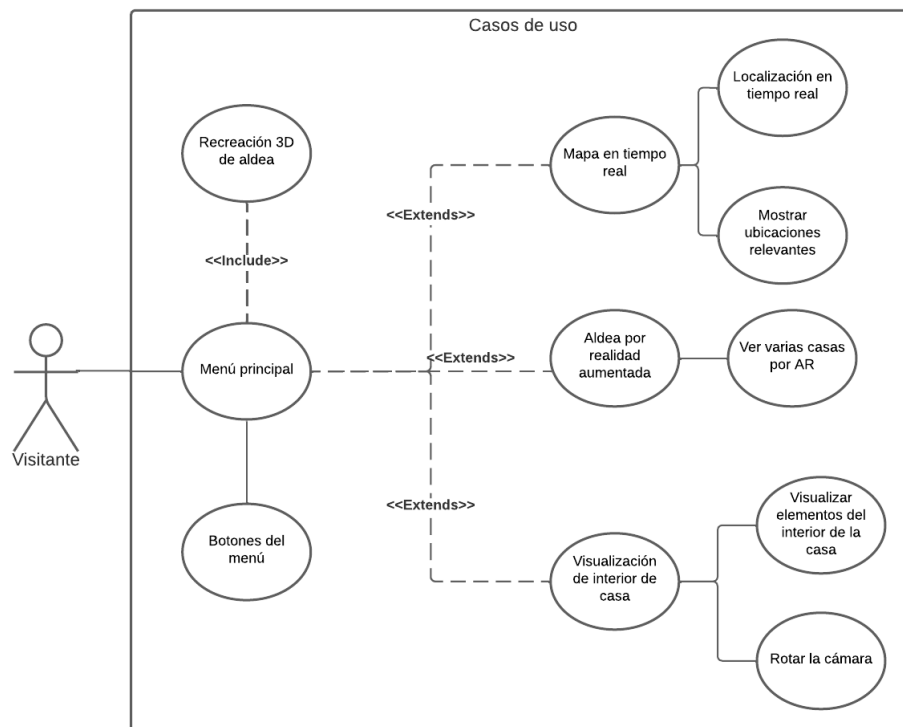 Casos de uso
Localización en
tiempo real
Recreación 3D
de aldea
Mapa en tiempo
real
<<Extends>>
Mostrar
ubicaciones
relevantes
<<Include>>
Menú principal
<<Extends>>
Aldea por
realidad
aumentada
Ver varias casas
por AR
Visitante
<<Extends>>
Visualizar
elementos del
interior de la
casa
Botones del
menú
Visualización
de interior de
casa
Rotar la cámara